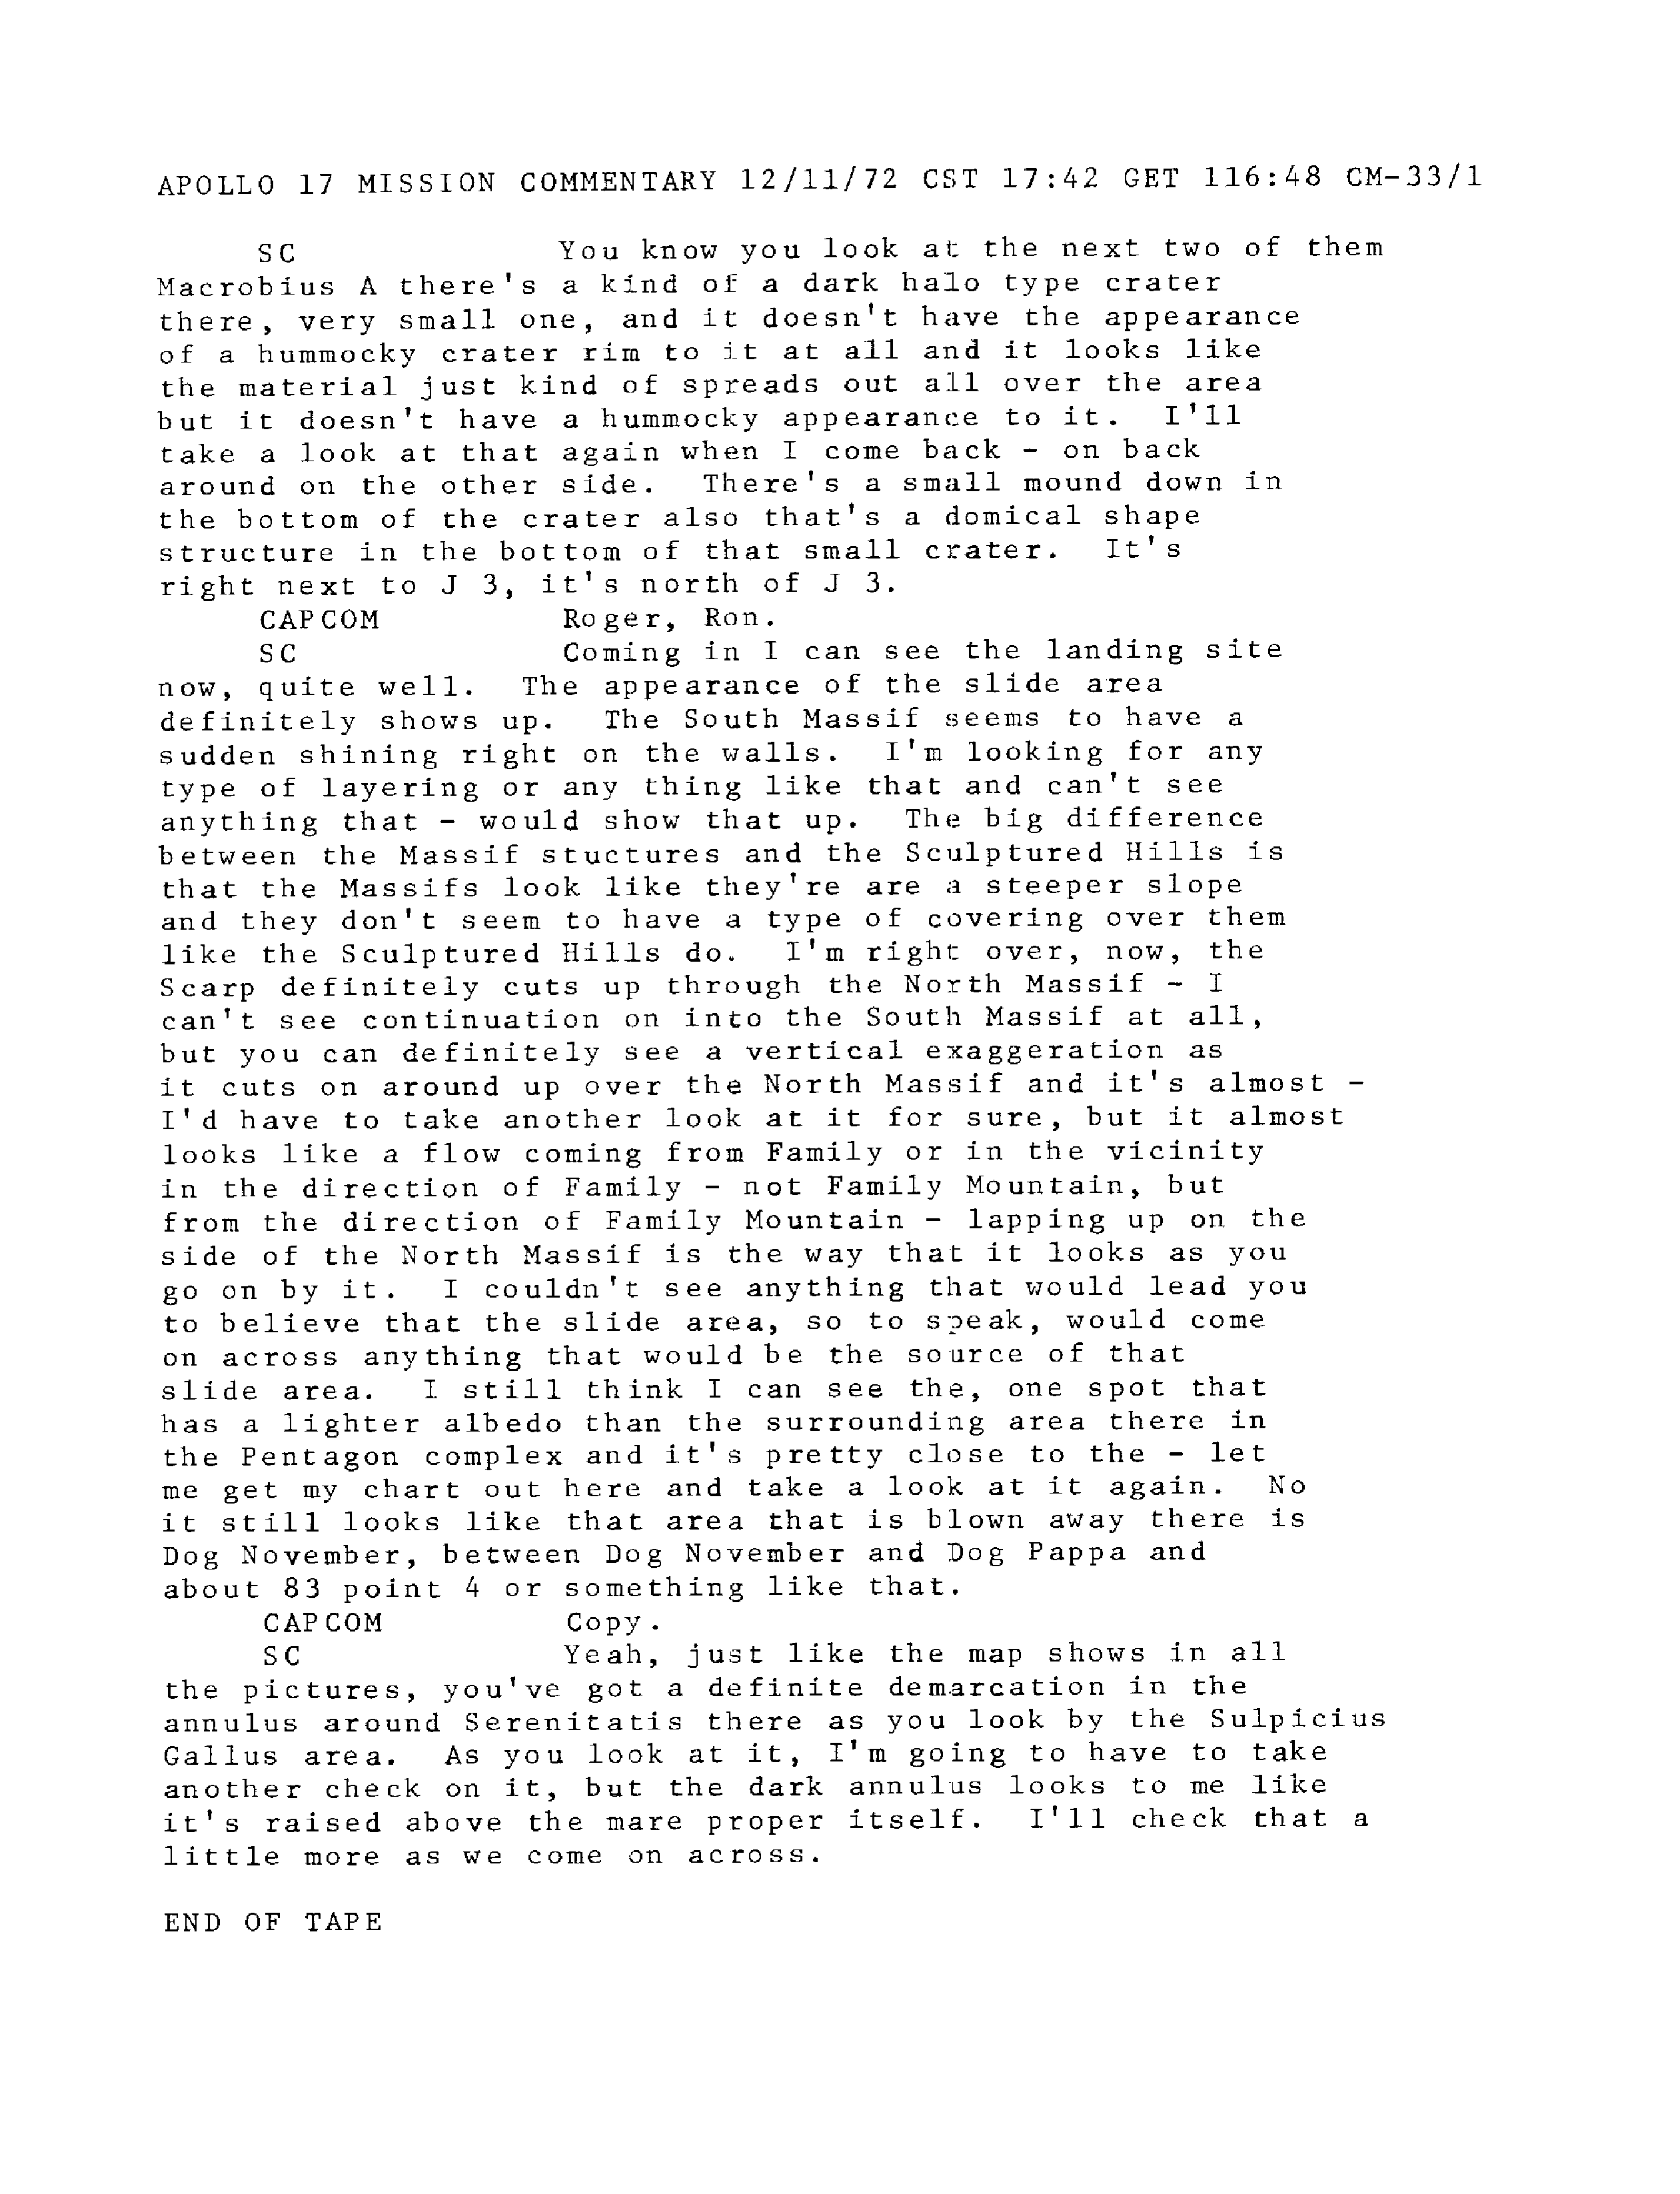 APOLLO 17 MISSION COMMENTARY 12/11/72 CST 17:42 GET 116:48 CM-33/1
SC You know you look at the next two of them
Macrobius A there's a kind of a dark halo type crater
there, very small one, and it doesn't have the appearance
of a hummocky crater rim to it at all and it looks like
the material just kind of spreads out all over the area
but it doesn't have a hummocky appearance to it. I'll
take a look at that again when I come back - on back
around on the other side. There's a small mound down in
the bottom of the crater also that's a domical shape
structure in the bottom of that small crater. It's
right next to J 3, it's north of J 3.
CAPCOM Roger, Ron.
SC Coming in I can see the landing site
now, quite well. The appearance of the slide area
definitely shows up. The South Massif seems to have a
sudden shining right on the walls. I'm looking for any
type of layering or any thing like that and can't see
anything that - would show that up. The big difference
between the Massif stuctures and the Sculptured Hills is
that the Massifs look like they're are a steeper slope
and they don't seem to have a type of covering over them
like the Sculptured Hills do. I'm right over, now, the
Scarp definitely cuts up through the North Massif - I
can't see continuation on into the South Massif at all,
but you can definitely see a vertical exaggeration as
it cuts on around up over the North Massif and it's almost -
I'd have to take another look at it for sure, but it almost
looks like a flow coming from Family or in the vicinity
in the direction of Family - not Family Mountain, but
from the direction of Family Mountain - lapping up on the
side of the North Massif is the way that it looks as you
go on by it. I couldn't see anything that would lead you
to believe that the slide area, so to speak, would come
on across anything that would be the source of that
slide area. I still think I can see the, one spot that
has a lighter albedo than the surrounding area there in
the Pentagon complex and it's pretty close to the - let
me get my chart out here and take a look at it again. No
it still looks like that area that is blown away there is
Dog November, between Dog November and Dog Pappa and
about 83 point 4 or something like that.
CAPCOM Copy.
SC Yeah, just like the map shows in all
the pictures, you've got a definite demarcation in the
annulus around Serenitatis there as you look by the Sulpicius
Gallus area. As you look at it, I'm going to have to take
another check on it, but the dark annulus looks to me like
it's raised above the mare proper itself. I'll check that a
little more as we come on across.
END OF TAPE